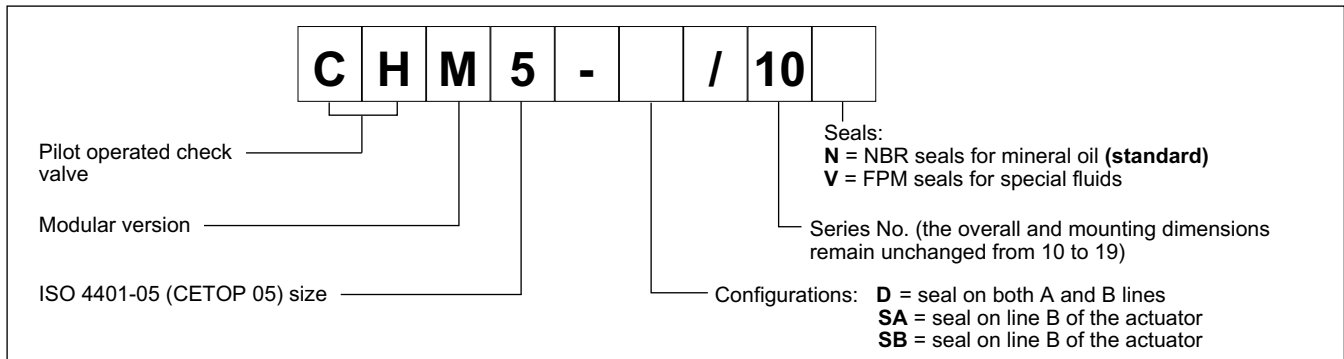 C H M 5 - / 10
Pilot operated check
valve
Modular version
ISO 4401-05 (CETOP 05) size
Seals:
N = NBR seals for mineral oil (standard)
V = FPM seals for special fluids
Series No. (the overall and mounting dimensions
remain unchanged from 10 to 19)
Configurations: D = seal on both A and B lines
SA = seal on line B of the actuator
SB = seal on line B of the actuator